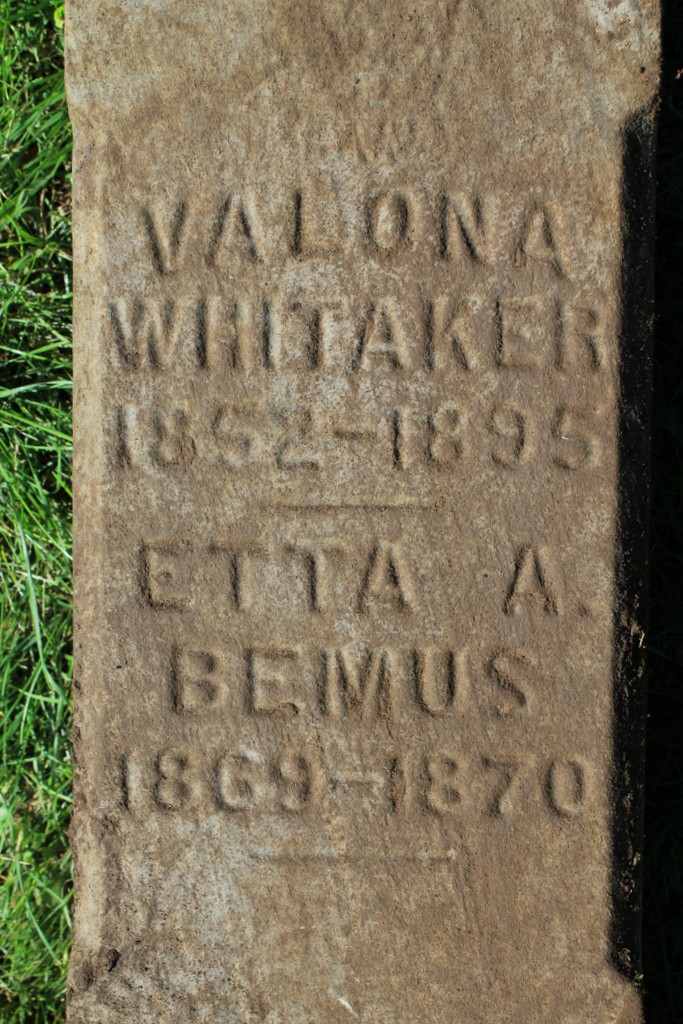 VALONA
WHITAKER
1852-1895
ETTA A.
BEMUS
1869-1870